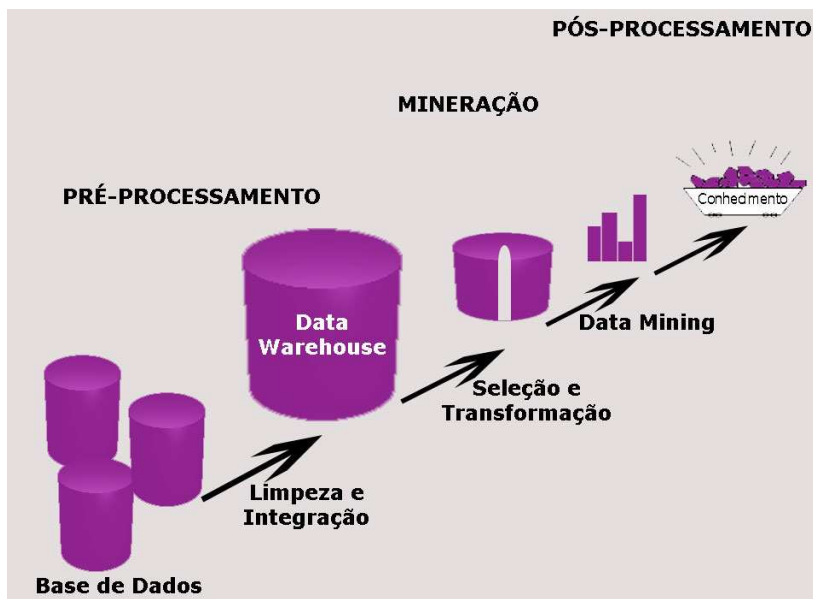 PÓS-PROCESSAMENTO
MINERAÇÃO
PRÉ-PROCESSAMENTO
Conhecimento
Data
Warehouse
Data Mining
Seleção e
Transformação
Limpeza e
Integração
Base de Dados